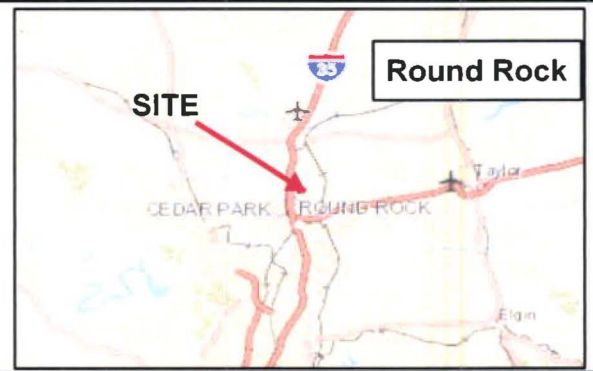 35
Round Rock
SITE
Taylor
CEDAR PARK
ROUND ROCK
Elgin